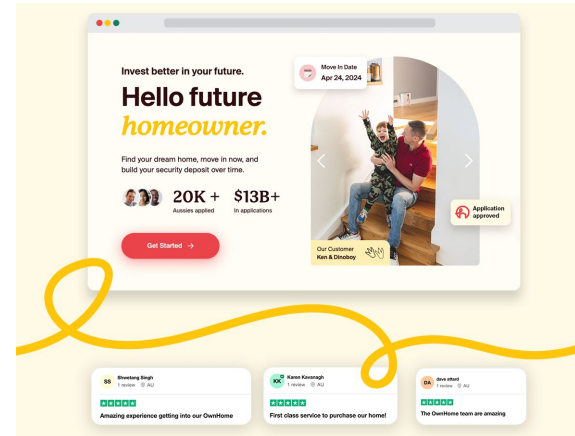 Invest better in your future.
Hello future
homeowner.
Find your dream home, move in now, and
build your security deposit over time.
20K +
Aussies applied
$13B+
In applications
Get Started →
Move In Date
Apr 24, 2024
Application
approved
Our Customer
Ken & Dinoboy
SS
Shwetang Singh
1 review AU
Amazing experience getting into our OwnHome
KK
Karen Kavanagh
1 review AU
First class service to purchase our home!
DA
dave attard
1 review AU
The OwnHome team are amazing